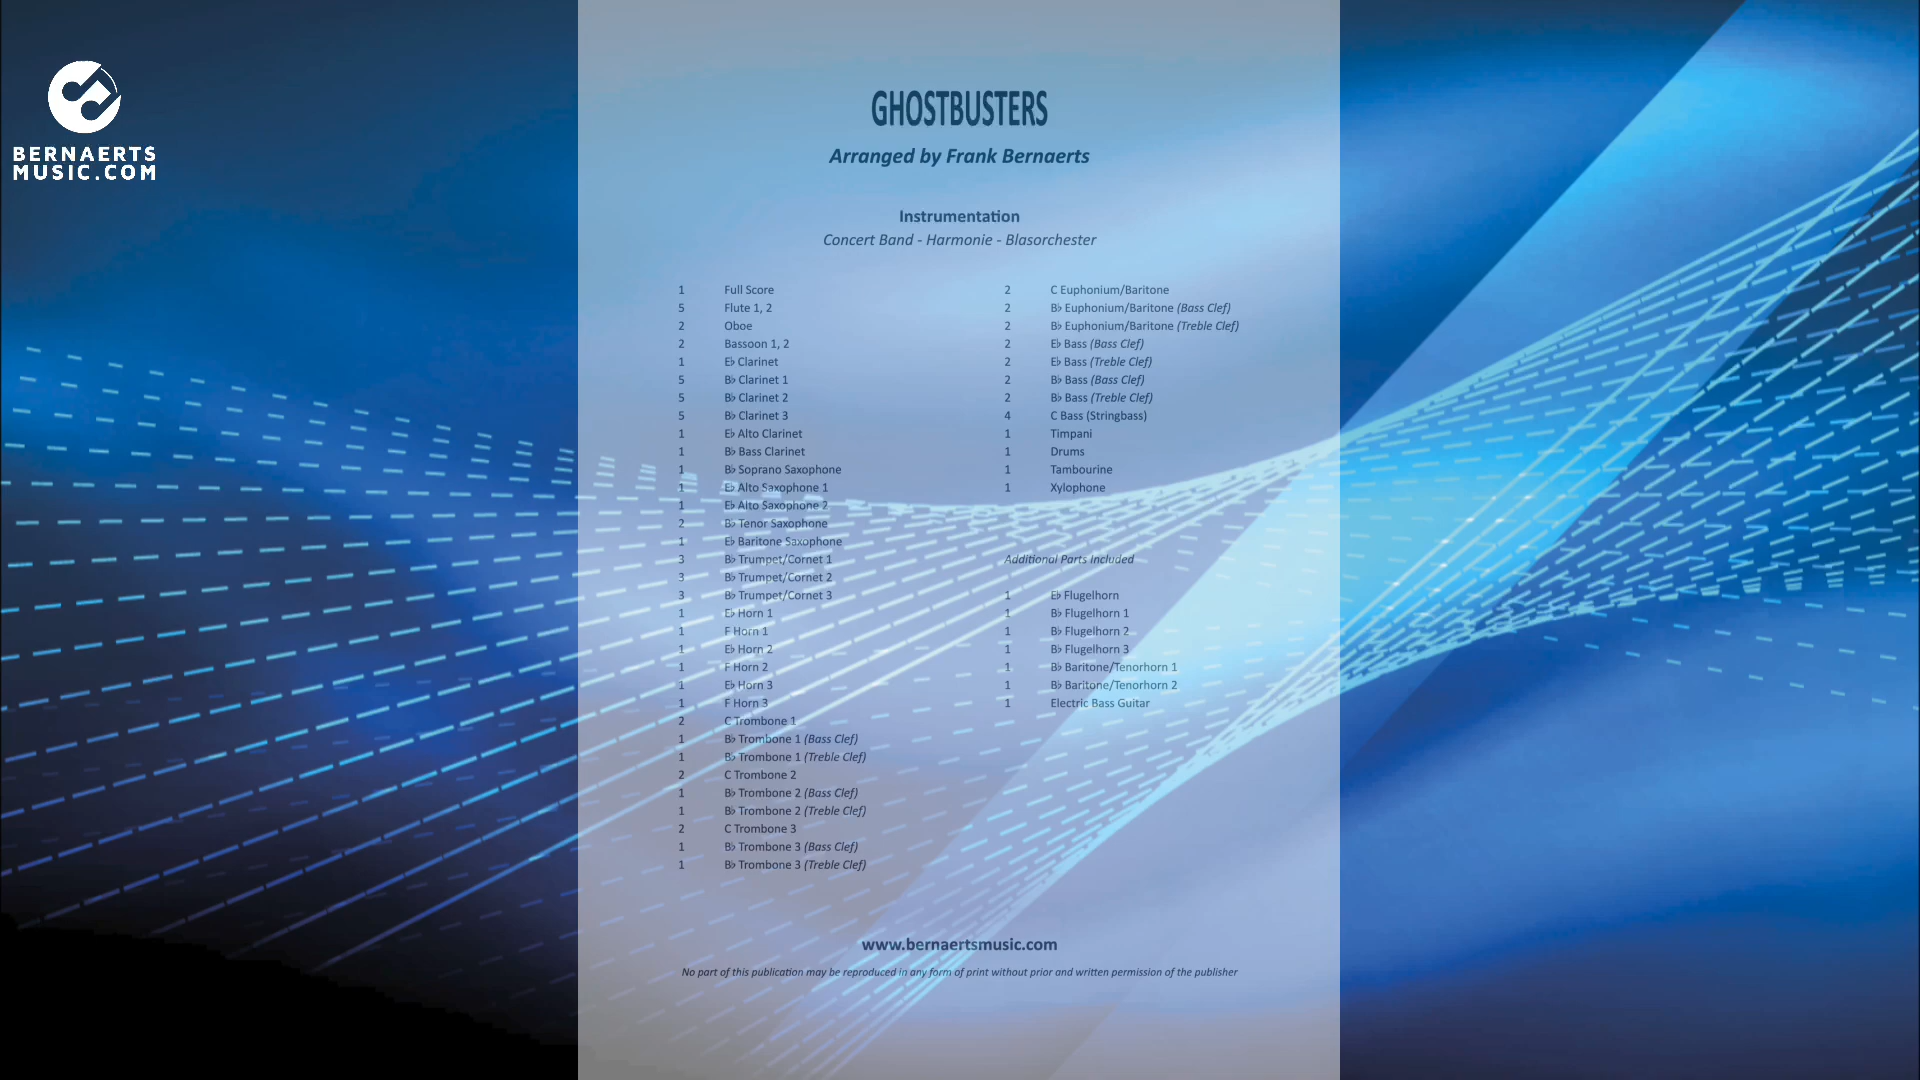 BERNAERTS
MUSIC.COM
GHOSTBUSTERS
Arranged by Frank Bernaerts
Instrumentation
Concert Band - Harmonie - Blasorchester
1 Full Score
5 Flute 1, 2
2 Oboe
2 Bassoon 1, 2
1 E♭ Clarinet
5 B♭ Clarinet 1
5 B♭ Clarinet 2
5 B♭ Clarinet 3
1 E♭ Alto Clarinet
1 B♭ Bass Clarinet
1 B♭ Soprano Saxophone
1 E♭ Alto Saxophone 1
1 E♭ Alto Saxophone 2
2 B♭ Tenor Saxophone
1 E♭ Baritone Saxophone
3 B♭ Trumpet/Cornet 1
3 B♭ Trumpet/Cornet 2
3 B♭ Trumpet/Cornet 3
1 E♭ Horn 1
1 F Horn 1
1 E♭ Horn 2
1 F Horn 2
1 E♭ Horn 3
1 F Horn 3
2 C Trombone 1
1 B♭ Trombone 1 (Bass Clef)
1 B♭ Trombone 1 (Treble Clef)
2 C Trombone 2
1 B♭ Trombone 2 (Bass Clef)
1 B♭ Trombone 2 (Treble Clef)
2 C Trombone 3
1 B♭ Trombone 3 (Bass Clef)
1 B♭ Trombone 3 (Treble Clef)
2 C Euphonium/Baritone
2 B♭ Euphonium/Baritone (Bass Clef)
2 B♭ Euphonium/Baritone (Treble Clef)
2 E♭ Bass (Bass Clef)
2 E♭ Bass (Treble Clef)
2 B♭ Bass (Bass Clef)
2 B♭ Bass (Treble Clef)
4 C Bass (Stringbass)
1 Timpani
1 Drums
1 Tambourine
1 Xylophone
Additional Parts Included
1 E♭ Flugelhorn
1 B♭ Flugelhorn 1
1 B♭ Flugelhorn 2
1 B♭ Flugelhorn 3
1 B♭ Baritone/Tenorhorn 1
1 B♭ Baritone/Tenorhorn 2
1 Electric Bass Guitar
www.bernaertsmusic.com
No part of this publication may be reproduced in any form of print without prior and written permission of the publisher